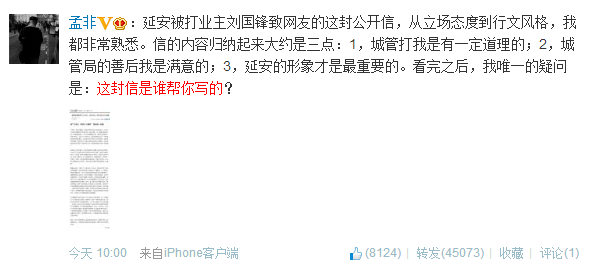 孟非V：延安被打业主刘国锋致网友的这封公开信，从立场态度到行文风格，我
都非常熟悉。信的内容归纳起来大约是三点：1，城管打我是有一定道理的；2，城
管局的善后我是满意的；3，延安的形象才是最重要的。看完之后，我唯一的疑问
是：这封信是谁帮你写的？
今天 10:00 来自iPhone客户端 (8124) | 转发(45073) | 收藏 | 评论(1)